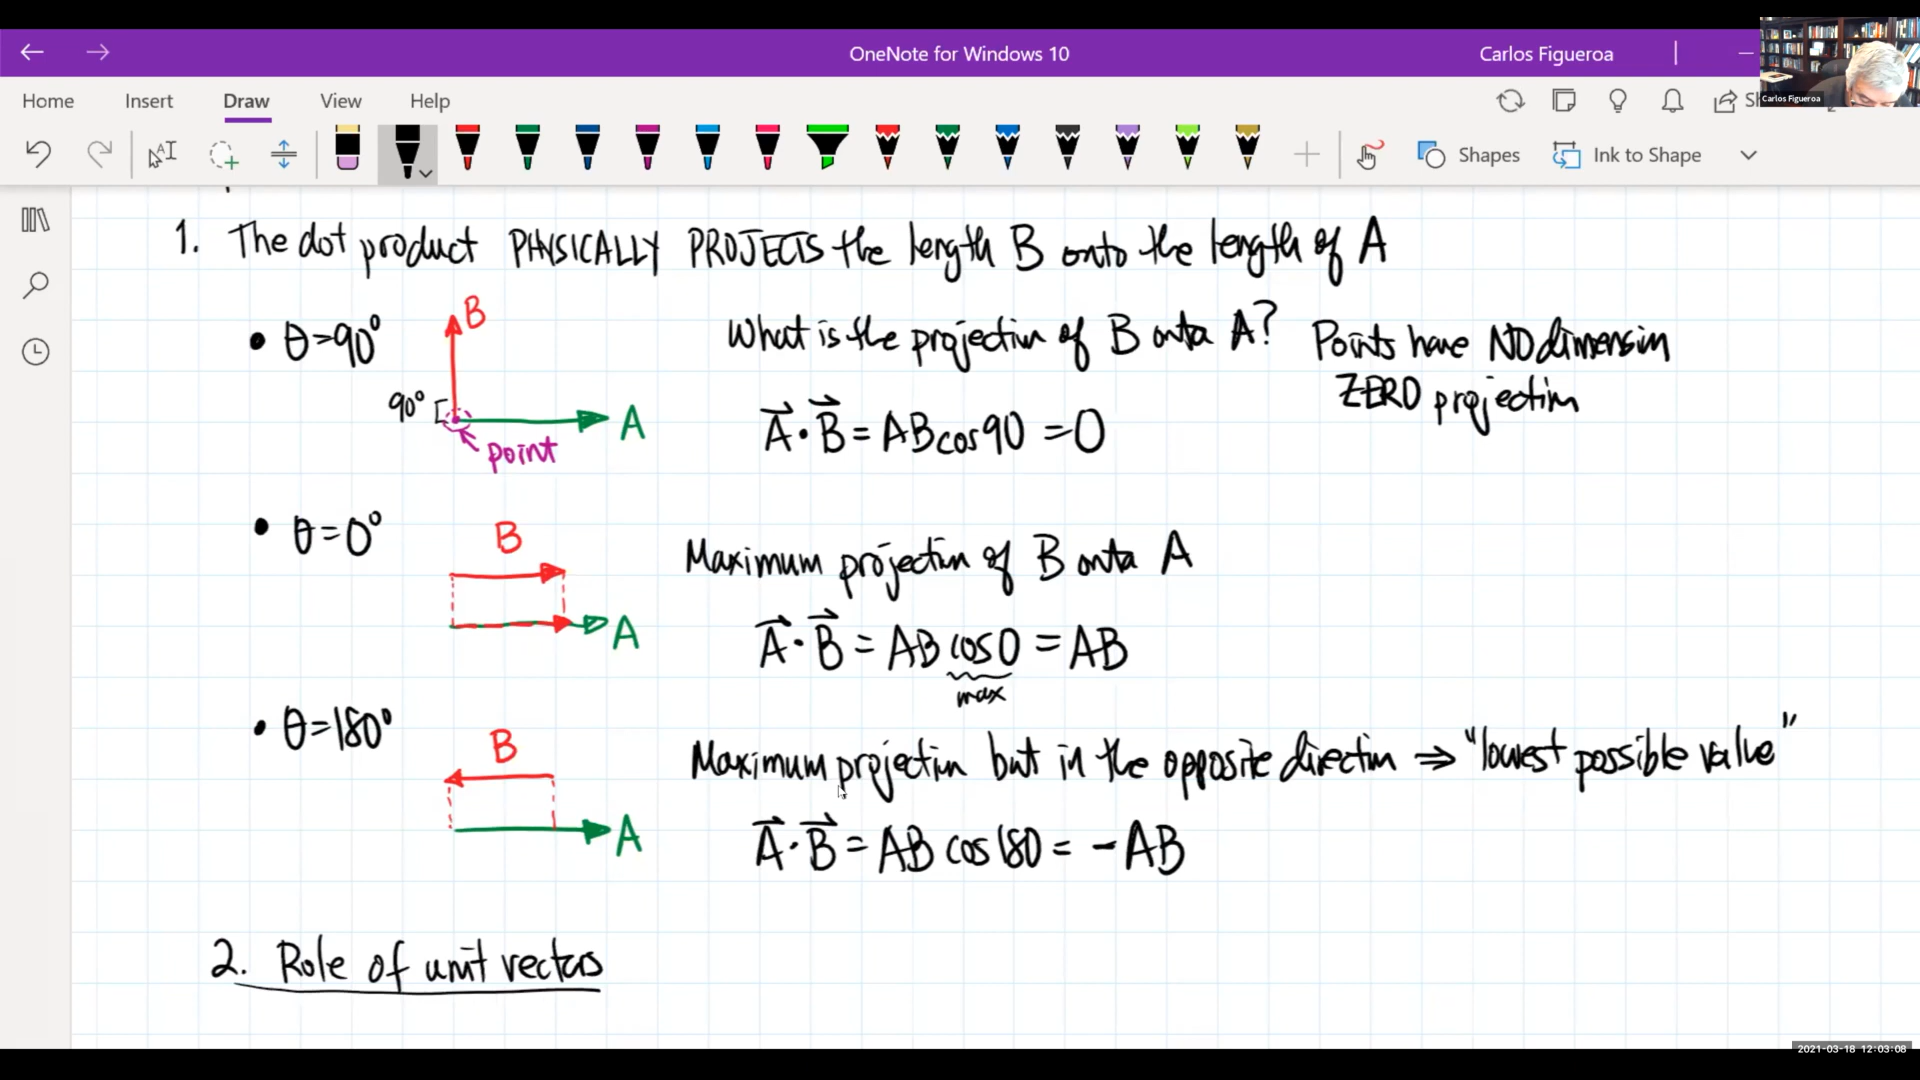 OneNote for Windows 10
Carlos Figueroa
Carlos Figueroa
Home Insert Draw View Help
Shapes Ink to Shape
1. The dot product PHYSICALLY PROJECTS the length B onto the length of A
• θ=90°
B
90°
A
point
What is the projection of B onto A?
Points have NO dimension
ZERO projection
A⃗·B⃗ = ABcos90 = 0
• θ=0°
B
A
Maximum projection of B onto A
A⃗·B⃗ = AB cos0 = AB
max
• θ=180°
B
A
Maximum projection but in the opposite direction ⇒ "lowest possible value"
A⃗·B⃗ = AB cos180 = -AB
2. Role of unit vectors
2021-03-18 12:03:08